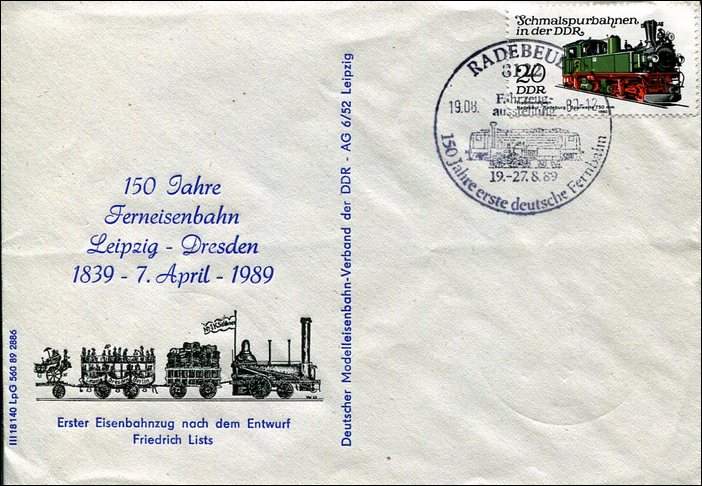 Schmalspurbahnen
in der DDR
20
DDR
RADEBEUL
Fahrzeug-
ausstellung
19.08.
19.-27.8.89
150 Jahre erste deutsche Fernbahn
150 Jahre
Ferneisenbahn
Leipzig - Dresden
1839 - 7. April - 1989
Erster Eisenbahnzug nach dem Entwurf
Friedrich Lists
Deutscher Modelleisenbahn-Verband der DDR - AG 6/52 Leipzig
III 18 140 LpG 560 89 2886